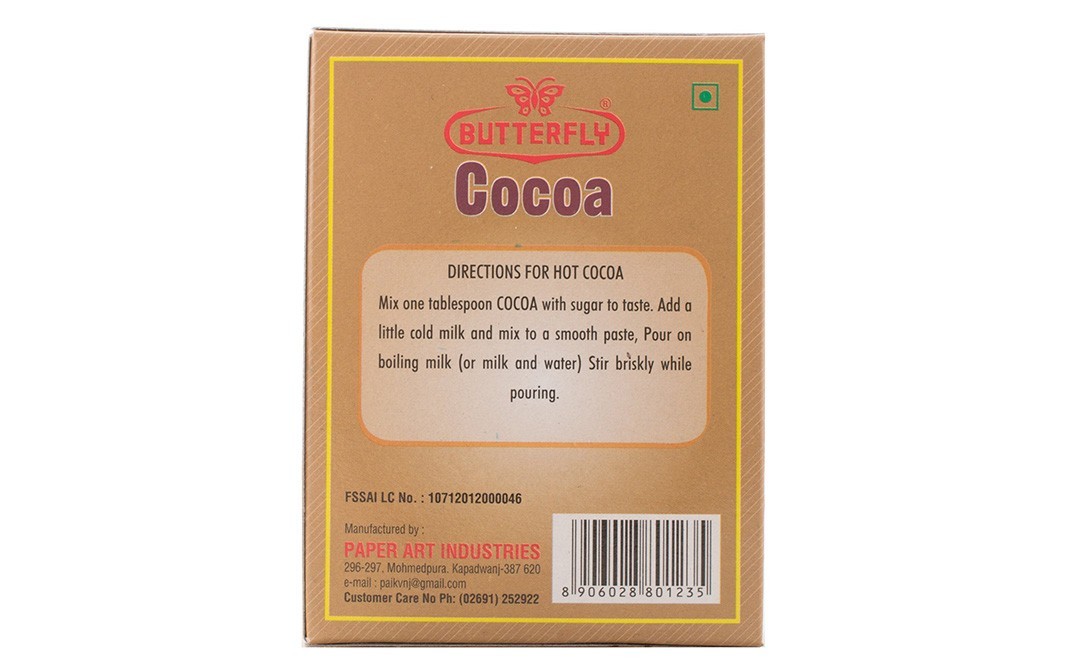 BUTTERFLY ®
Cocoa
DIRECTIONS FOR HOT COCOA
Mix one tablespoon COCOA with sugar to taste. Add a
little cold milk and mix to a smooth paste, Pour on
boiling milk (or milk and water) Stir briskly while
pouring.
FSSAI LC No. : 10712012000046
Manufactured by :
PAPER ART INDUSTRIES
296-297, Mohmedpura. Kapadwanj-387 620
e-mail : paikvnj@gmail.com
Customer Care No Ph: (02691) 252922
8 906028 801235